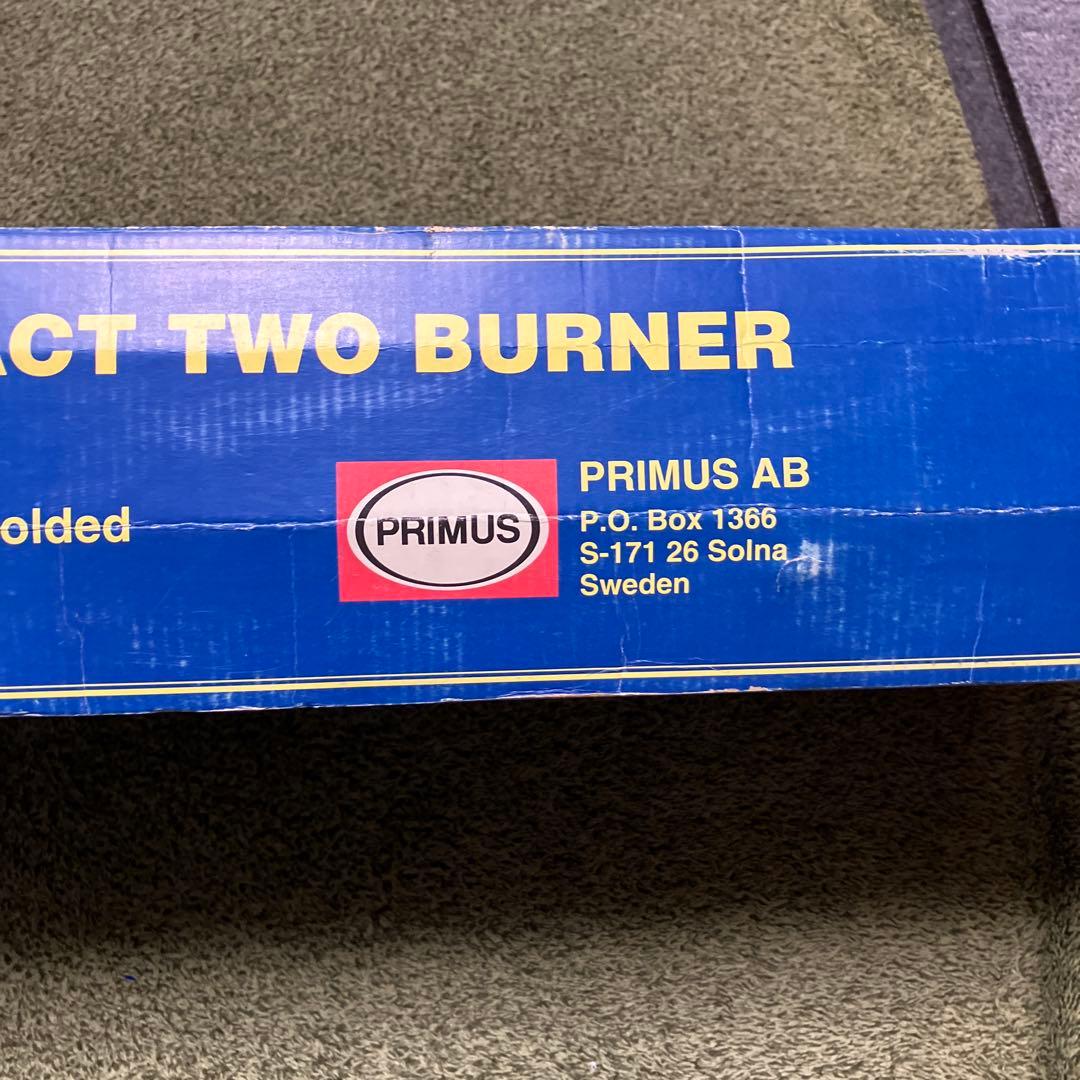 ACT TWO BURNER
olded
PRIMUS
PRIMUS AB
P.O. Box 1366
S-171 26 Solna
Sweden